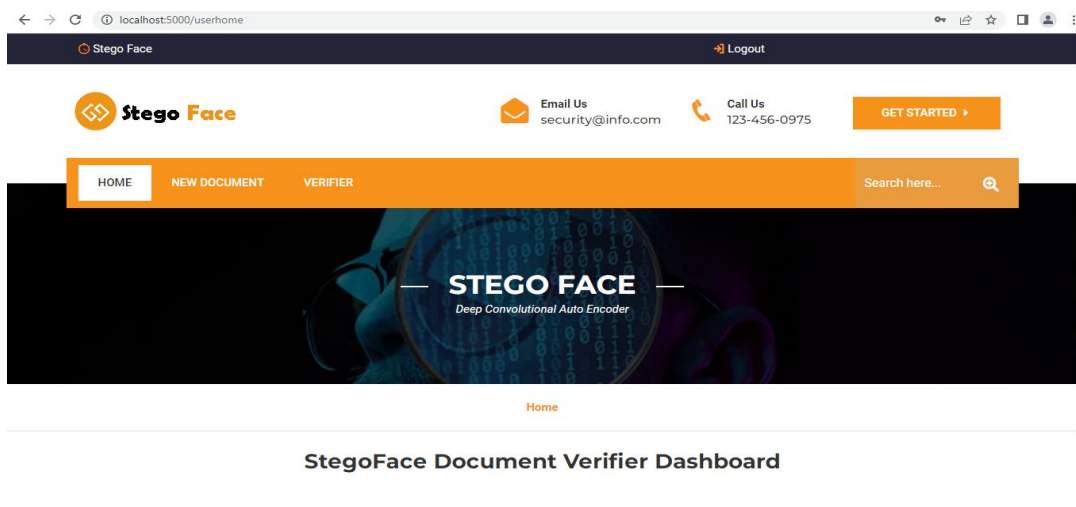 localhost:5000/userhome
Stego Face
Logout
Stego Face
Email Us
security@info.com
Call Us
123-456-0975
GET STARTED
HOME NEW DOCUMENT VERIFIER
Search here...
STEGO FACE
Deep Convolutional Auto Encoder
Home
StegoFace Document Verifier Dashboard